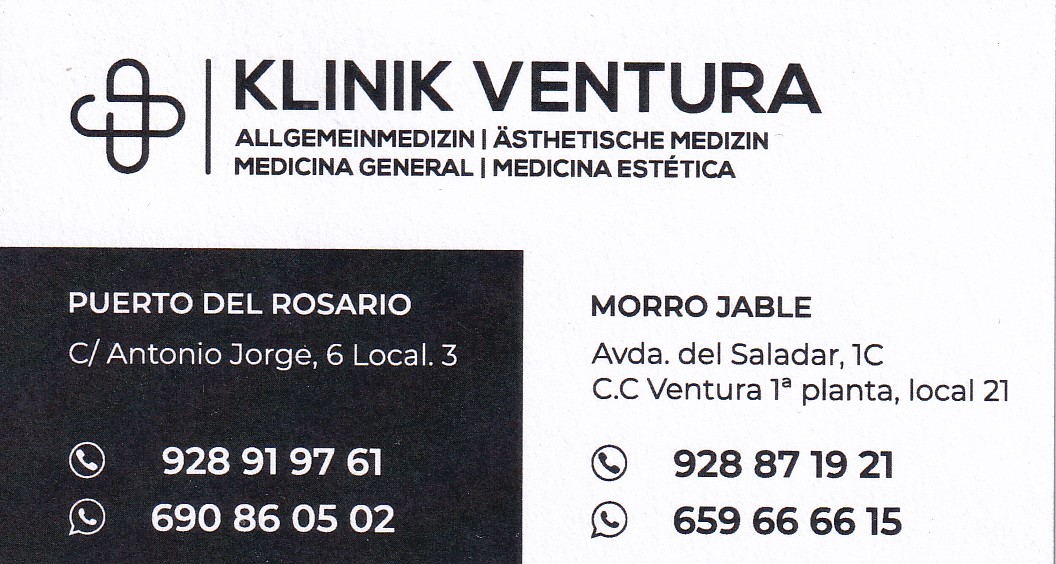 KLINIK VENTURA
ALLGEMEINMEDIZIN | ÄSTHETISCHE MEDIZIN
MEDICINA GENERAL | MEDICINA ESTÉTICA
PUERTO DEL ROSARIO
C/ Antonio Jorge, 6 Local. 3
928 91 97 61
690 86 05 02
MORRO JABLE
Avda. del Saladar, 1C
C.C Ventura 1ª planta, local 21
928 87 19 21
659 66 66 15